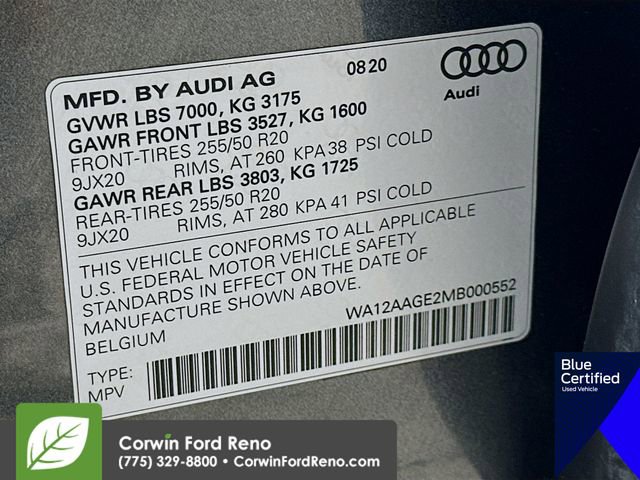 MFD. BY AUDI AG 08 20
Audi
GVWR LBS 7000, KG 3175
GAWR FRONT LBS 3527, KG 1600
FRONT-TIRES 255/50 R20
9JX20 RIMS, AT 260 KPA 38 PSI COLD
GAWR REAR LBS 3803, KG 1725
REAR-TIRES 255/50 R20
9JX20 RIMS, AT 280 KPA 41 PSI COLD
THIS VEHICLE CONFORMS TO ALL APPLICABLE
U.S. FEDERAL MOTOR VEHICLE SAFETY
STANDARDS IN EFFECT ON THE DATE OF
MANUFACTURE SHOWN ABOVE.
BELGIUM
WA12AAGE2MB000552
TYPE:
MPV
Blue
Certified
Used Vehicle
Corwin Ford Reno
(775) 329-8800 • CorwinFordReno.com